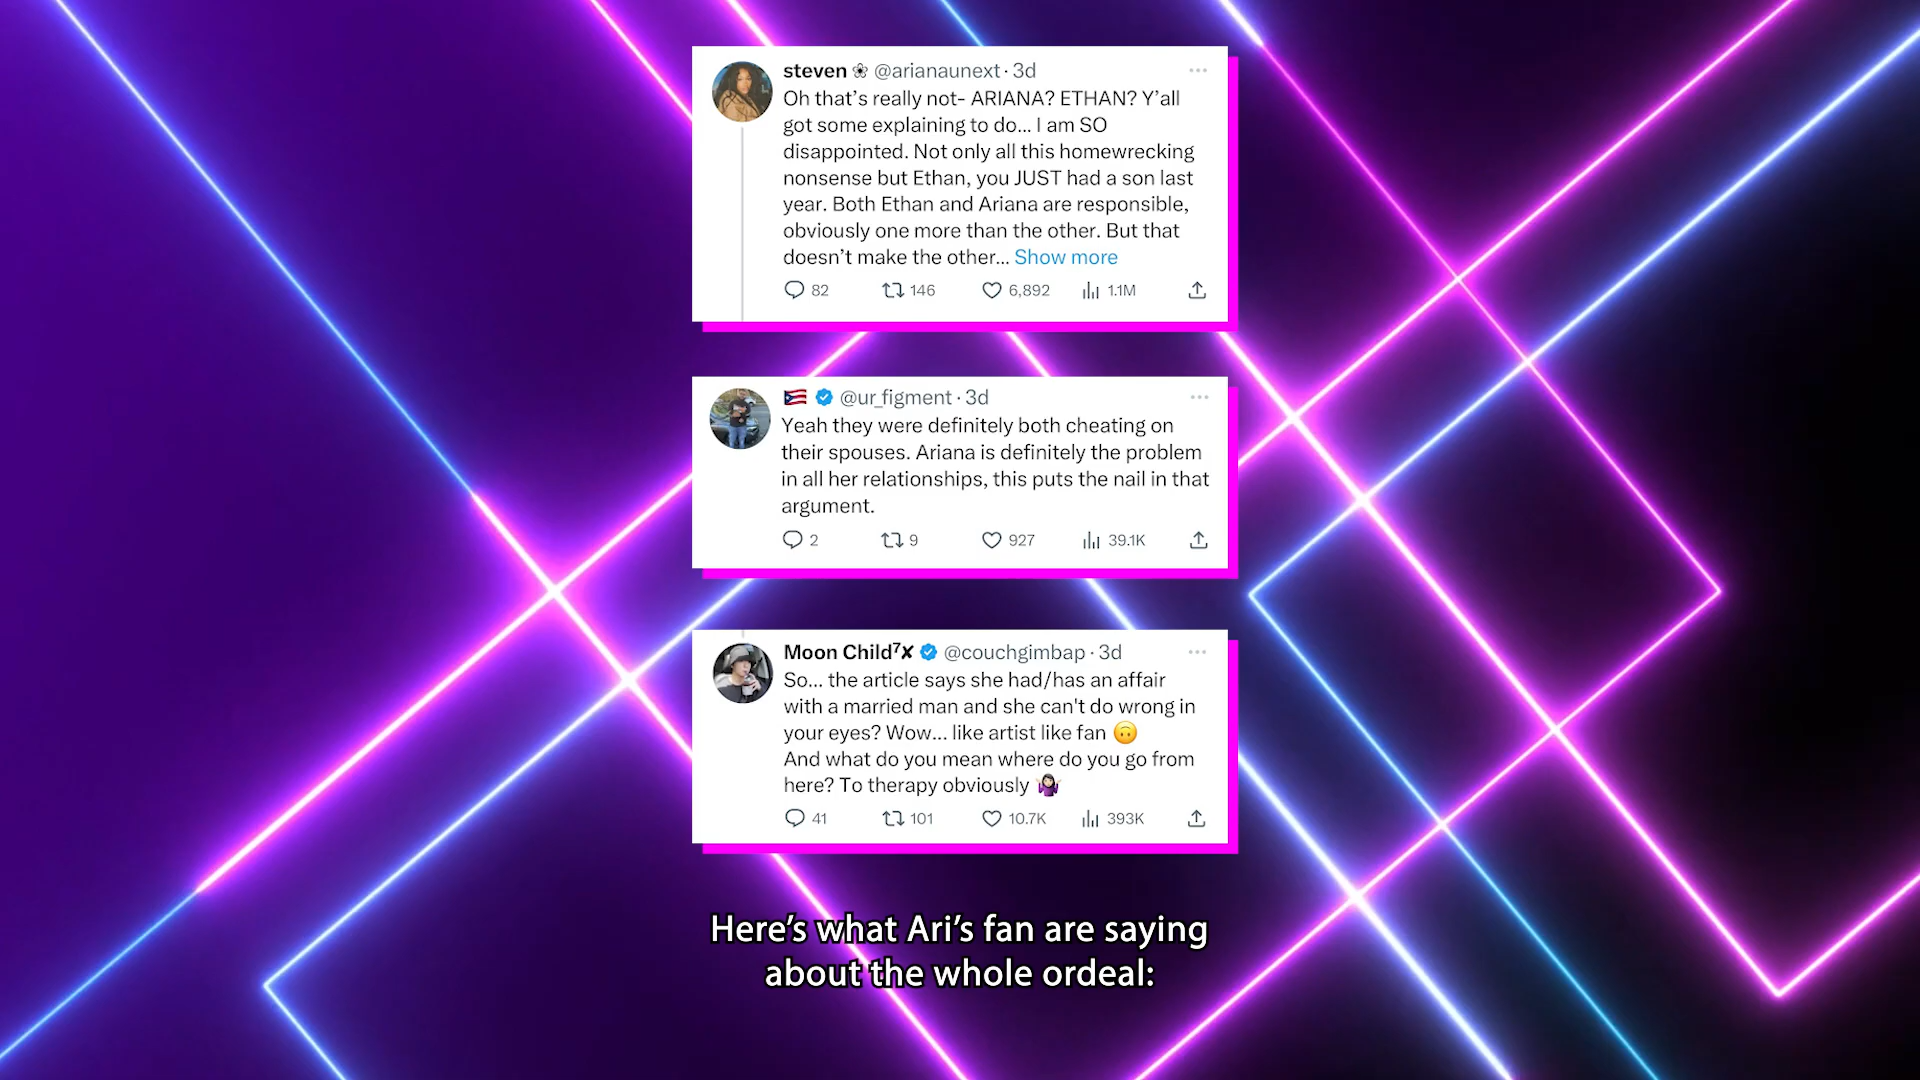 steven ❀ @arianaunext · 3d
Oh that’s really not- ARIANA? ETHAN? Y’all
got some explaining to do... I am SO
disappointed. Not only all this homewrecking
nonsense but Ethan, you JUST had a son last
year. Both Ethan and Ariana are responsible,
obviously one more than the other. But that
doesn’t make the other... Show more
82 146 6,892 1.1M
🇵🇷 @ur_figment · 3d
Yeah they were definitely both cheating on
their spouses. Ariana is definitely the problem
in all her relationships, this puts the nail in that
argument.
2 9 927 39.1K
Moon Child⁷✘ @couchgimbap · 3d
So... the article says she had/has an affair
with a married man and she can't do wrong in
your eyes? Wow... like artist like fan 🙃
And what do you mean where do you go from
here? To therapy obviously 🤷🏻‍♀️
41 101 10.7K 393K
Here’s what Ari’s fan are saying
about the whole ordeal: